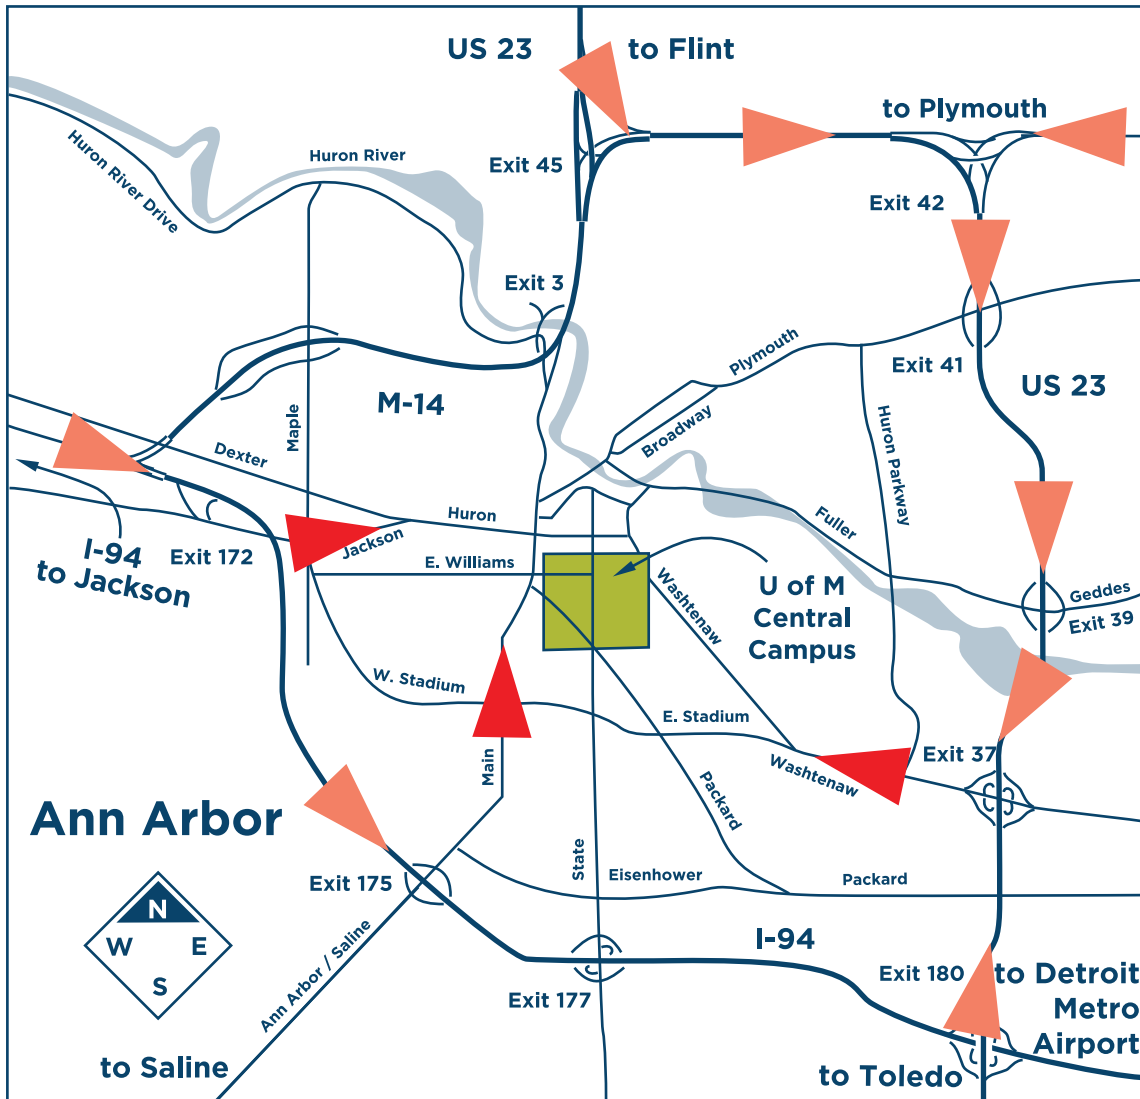 US 23
to Flint
to Plymouth
Huron River
Exit 45
Huron River Drive
Exit 42
Exit 3
Plymouth
Exit 41
US 23
M-14
Maple
Broadway
Huron Parkway
Dexter
Huron
Fuller
Jackson
Exit 172
I-94
to Jackson
E. Williams
Washtenaw
U of M
Central
Campus
Geddes
Exit 39
W. Stadium
E. Stadium
Main
Washtenaw
Exit 37
Packard
Ann Arbor
State
Exit 175
Eisenhower
Packard
N
W E
S
Ann Arbor / Saline
I-94
Exit 177
Exit 180
to Detroit
Metro
Airport
to Saline
to Toledo